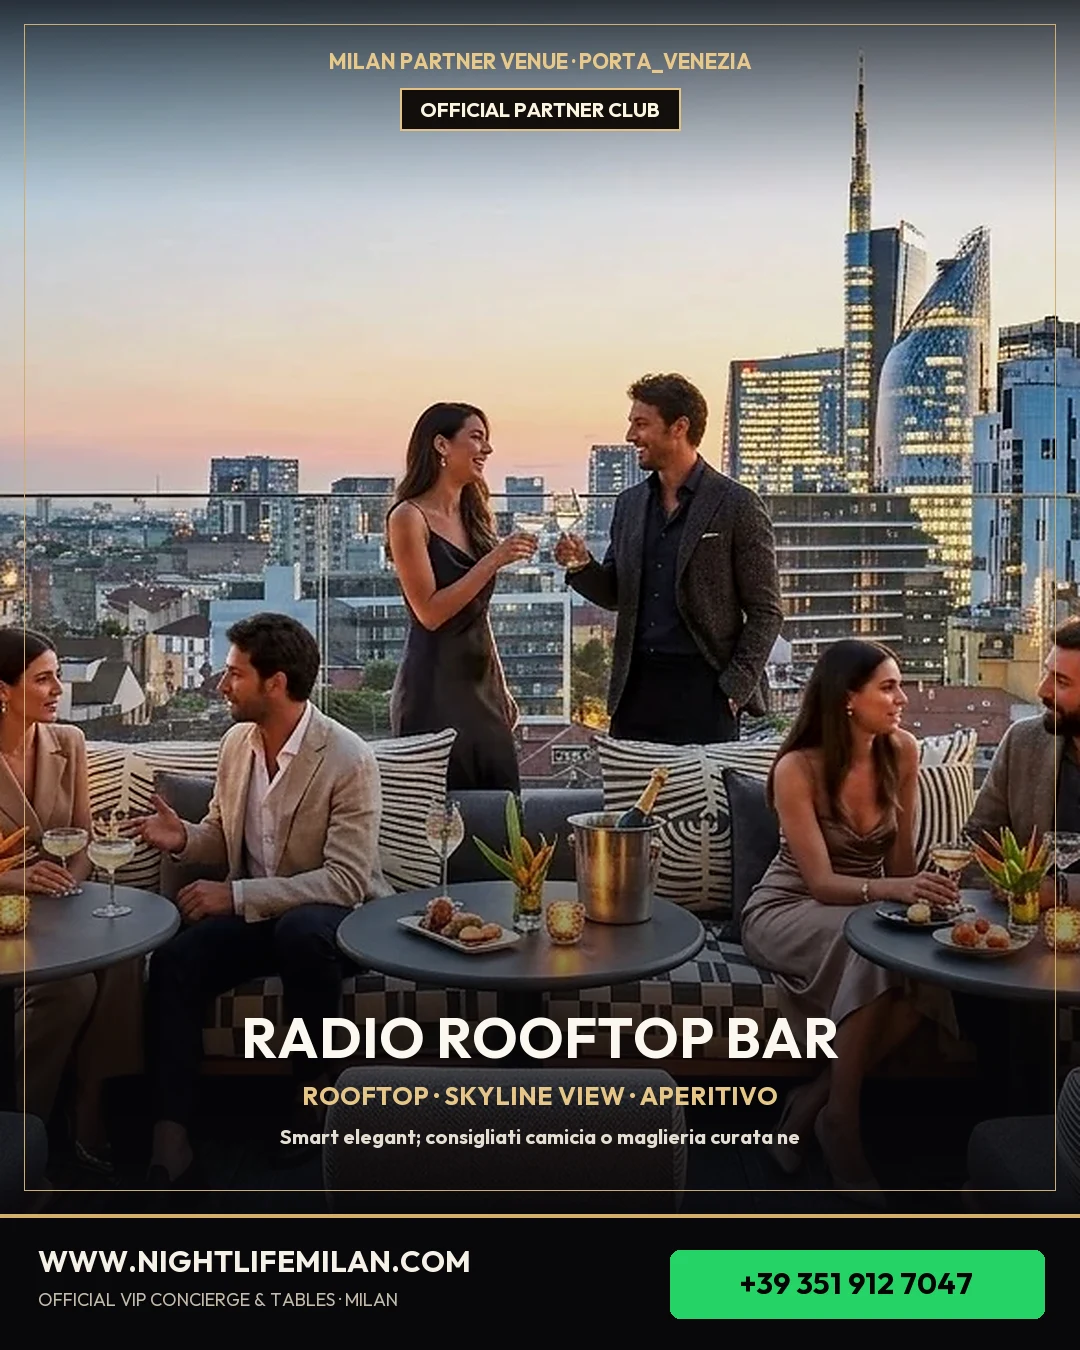 MILAN PARTNER VENUE · PORTA_VENEZIA
OFFICIAL PARTNER CLUB
RADIO ROOFTOP BAR
ROOFTOP · SKYLINE VIEW · APERITIVO
Smart elegant; consigliati camicia o maglieria curata ne
WWW.NIGHTLIFEMILAN.COM
OFFICIAL VIP CONCIERGE & TABLES · MILAN
+39 351 912 7047